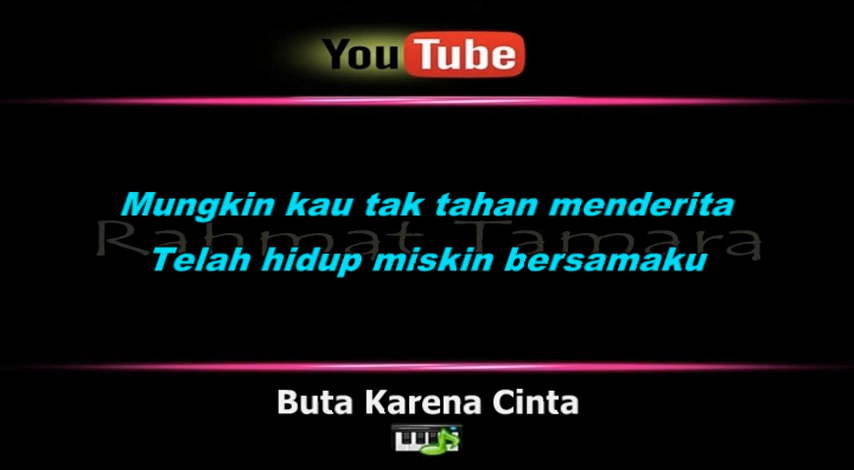 YouTube
Mungkin kau tak tahan menderita
Rahmat Tamara
Telah hidup miskin bersamaku
Buta Karena Cinta